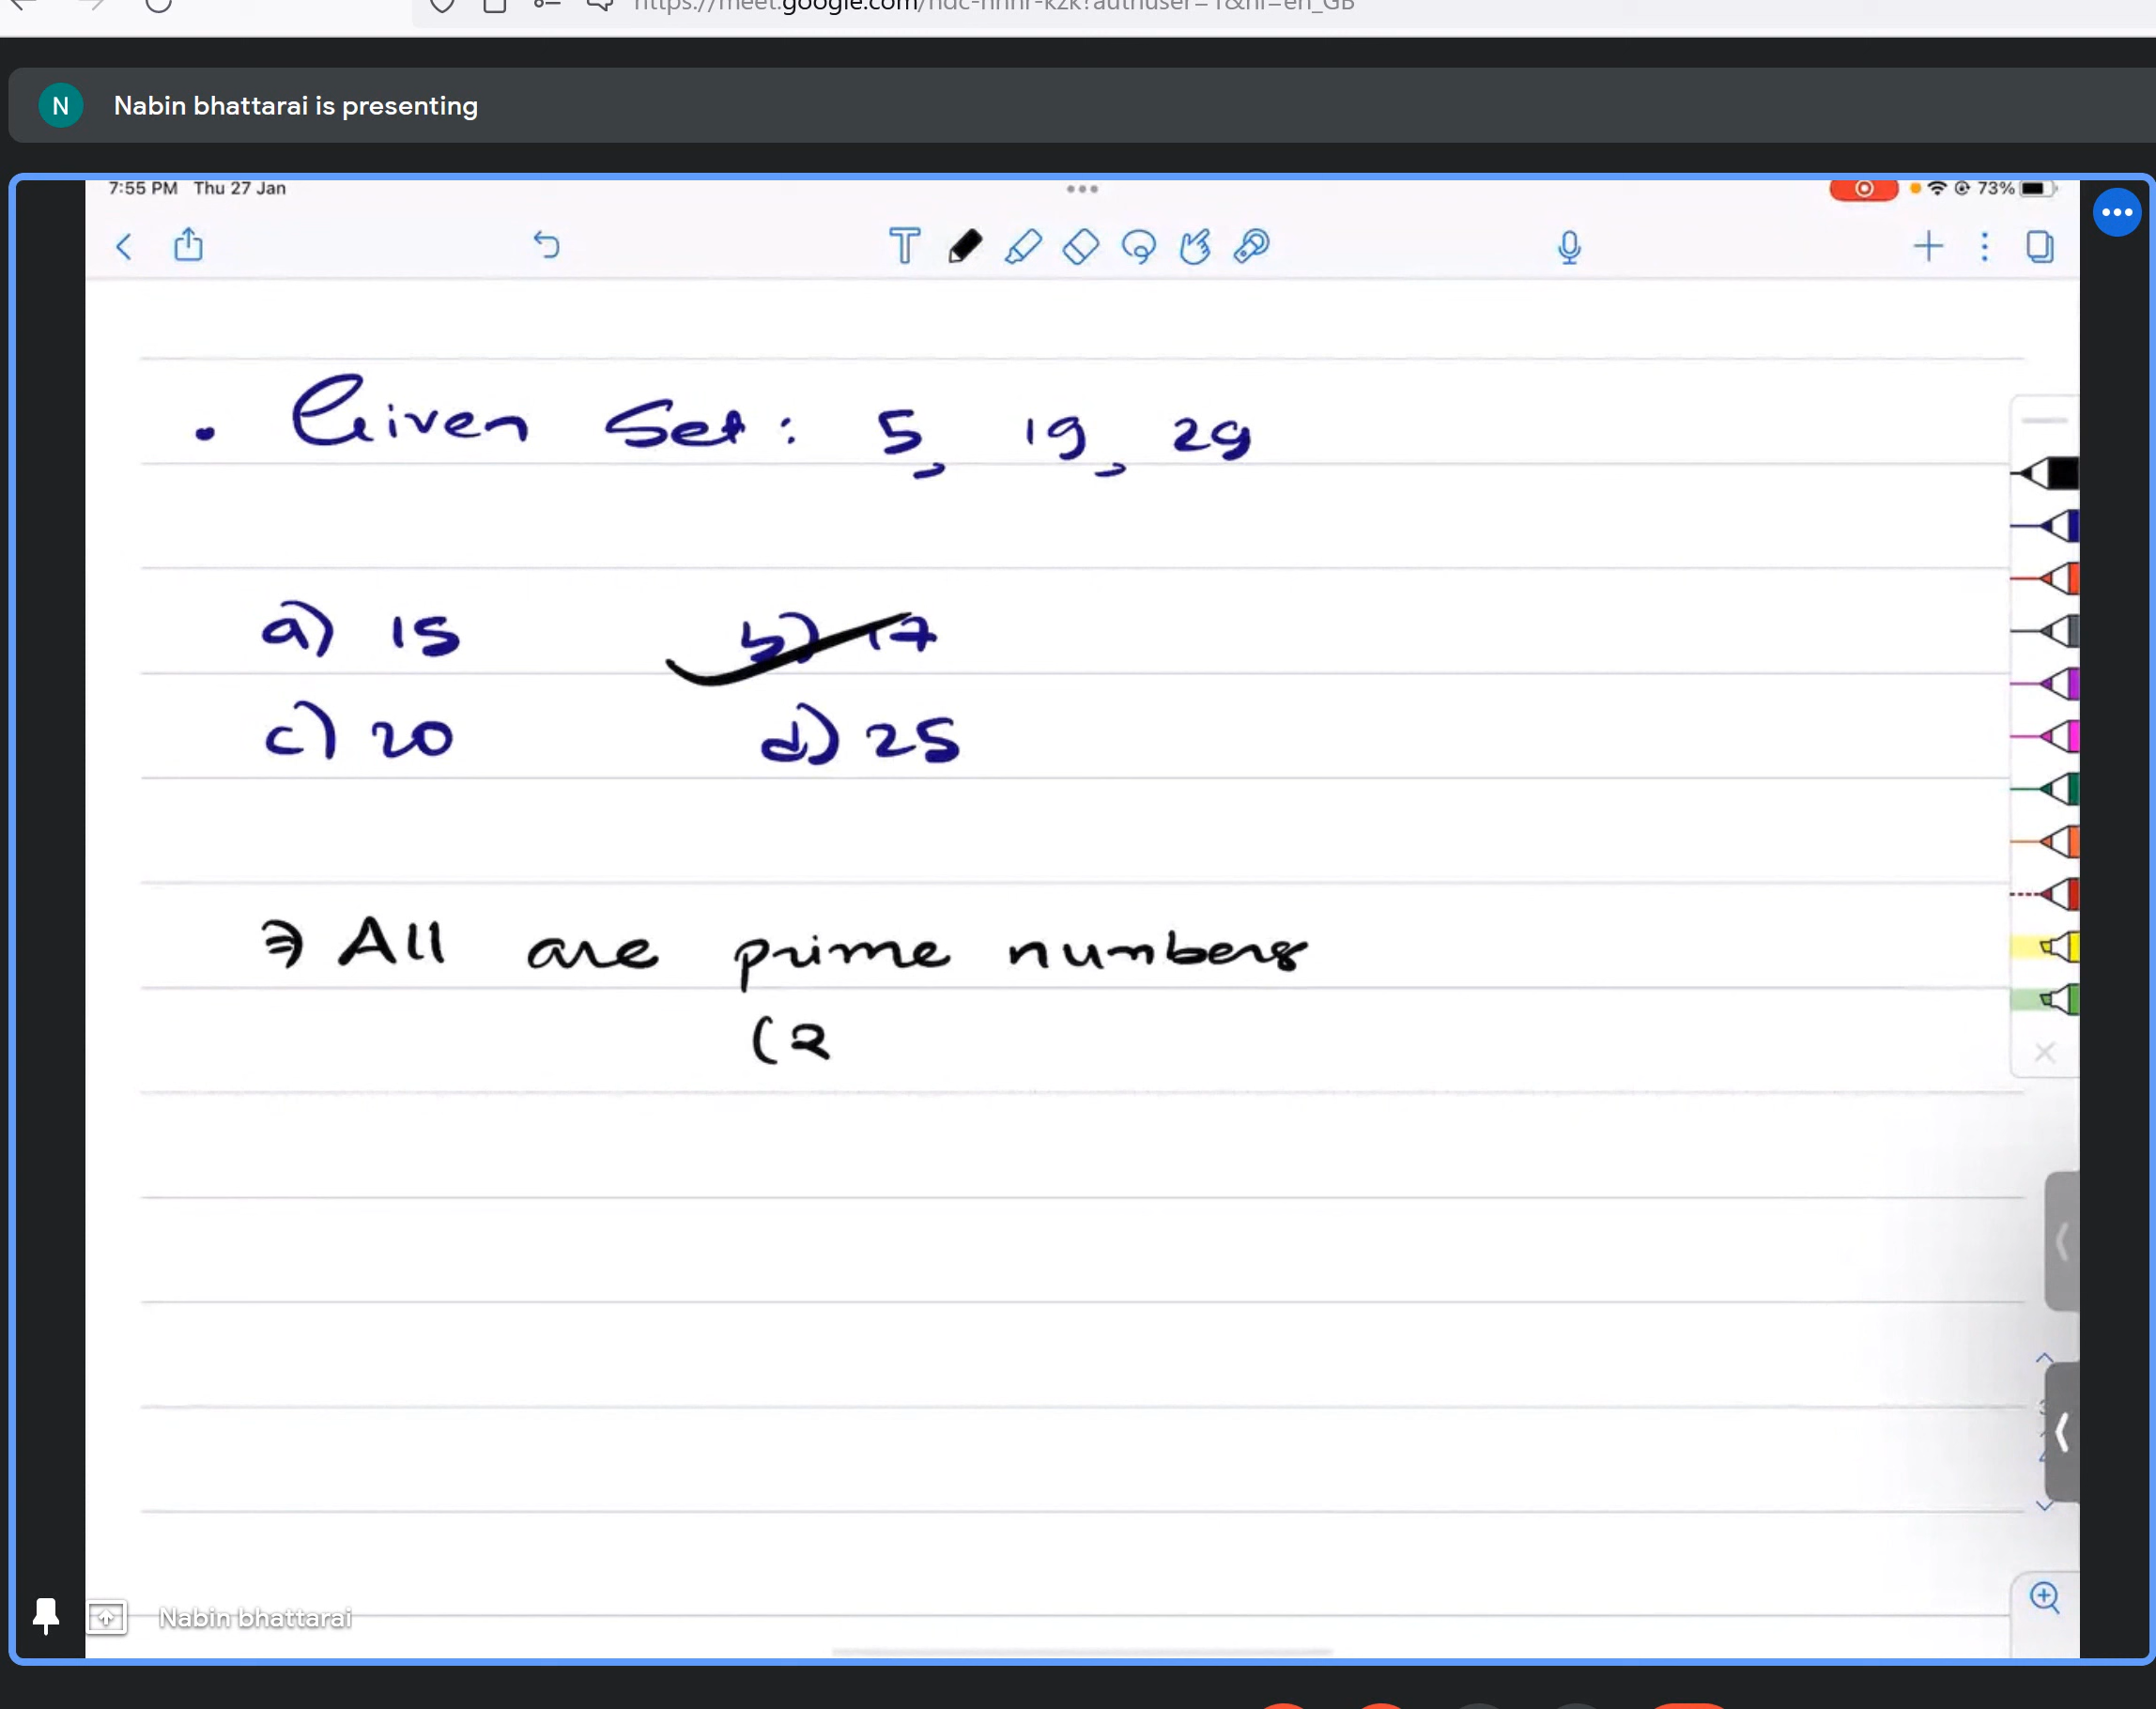 Nabin bhattarai is presenting
N
7:55 PM Thu 27 Jan
73%
• Given Set : 5, 19, 29
a) 15 b) 17
c) 20 d) 25
⇒ All are prime numbers
(2
Nabin bhattarai